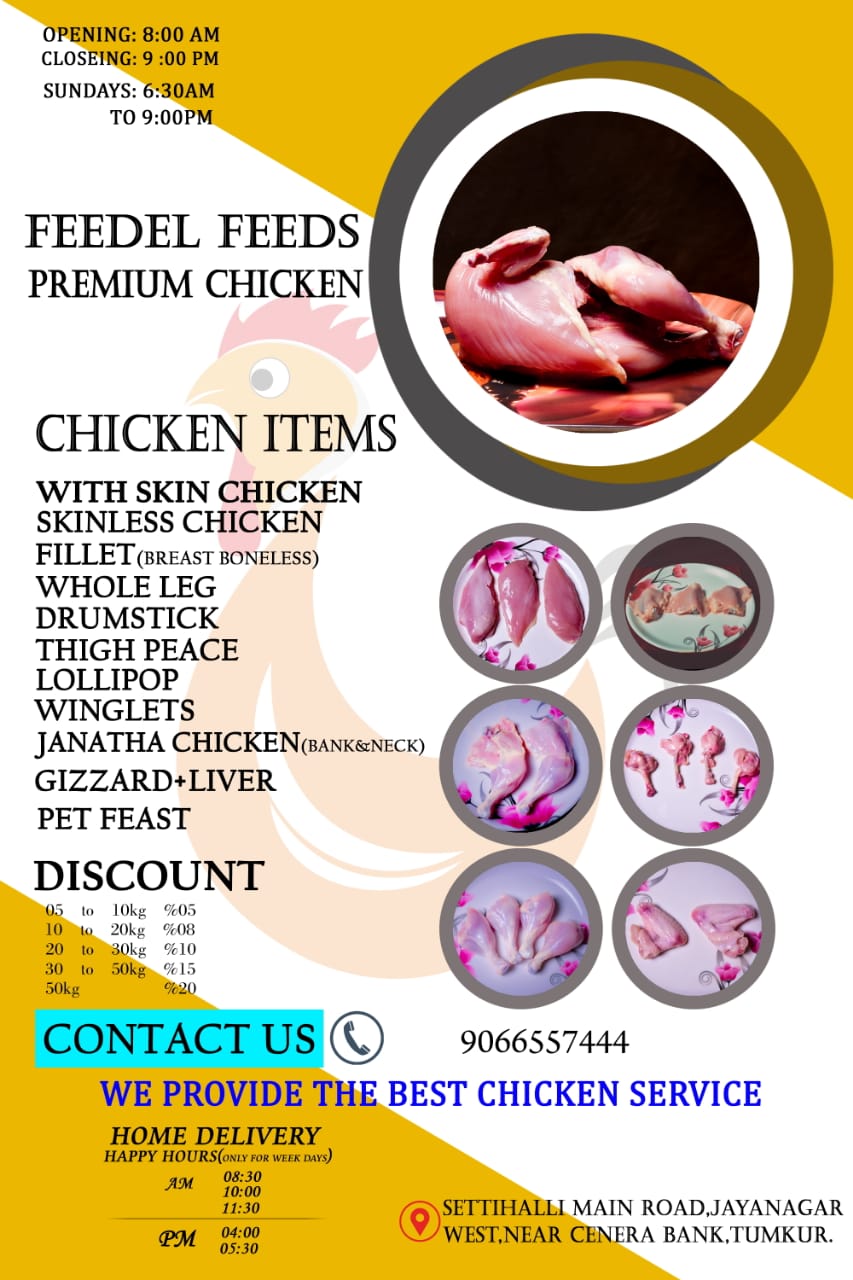 OPENING: 8:00 AM
CLOSEING: 9 :00 PM
SUNDAYS: 6:30AM
TO 9:00PM
FEEDEL FEEDS
PREMIUM CHICKEN
CHICKEN ITEMS
WITH SKIN CHICKEN
SKINLESS CHICKEN
FILLET(BREAST BONELESS)
WHOLE LEG
DRUMSTICK
THIGH PEACE
LOLLIPOP
WINGLETS
JANATHA CHICKEN(BANK&NECK)
GIZZARD+LIVER
PET FEAST
DISCOUNT
05 to 10kg %05
10 to 20kg %08
20 to 30kg %10
30 to 50kg %15
50kg %20
CONTACT US 9066557444
WE PROVIDE THE BEST CHICKEN SERVICE
HOME DELIVERY
HAPPY HOURS(ONLY FOR WEEK DAYS)
AM 08:30
10:00
11:30
PM 04:00
05:30
SETTIHALLI MAIN ROAD,JAYANAGAR
WEST,NEAR CENERA BANK,TUMKUR.